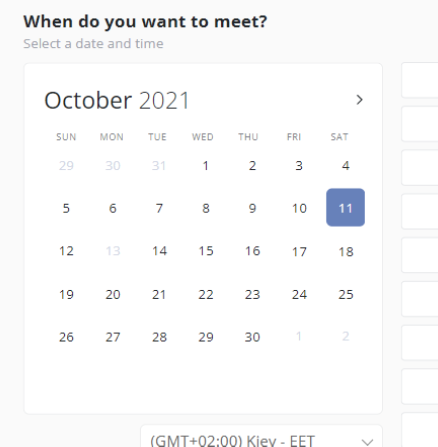 When do you want to meet?
Select a date and time
October 2021 >
SUN MON TUE WED THU FRI SAT
29 30 31 1 2 3 4
5 6 7 8 9 10 11
12 13 14 15 16 17 18
19 20 21 22 23 24 25
26 27 28 29 30 1 2
(GMT+02:00) Kiev - EET